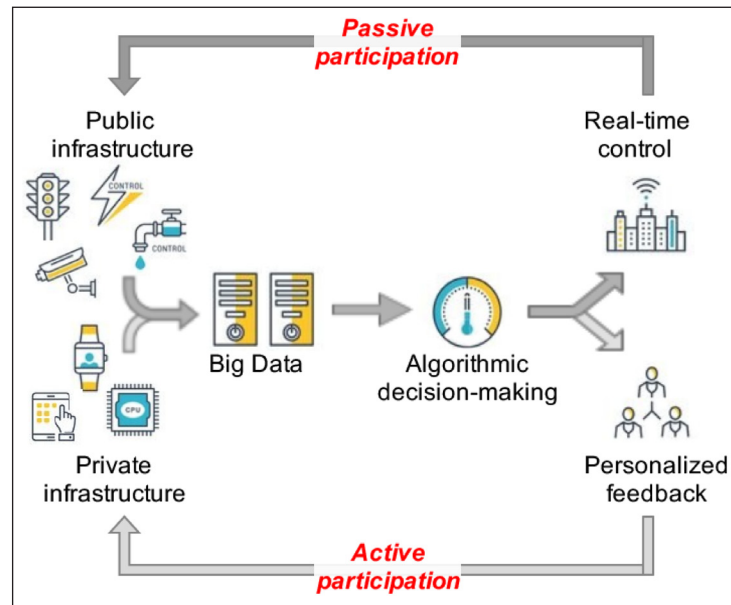 Passive
participation
Public
infrastructure
Real-time
control
CONTROL
CONTROL
Big Data
Algorithmic
decision-making
CPU
Private
infrastructure
Personalized
feedback
Active
participation